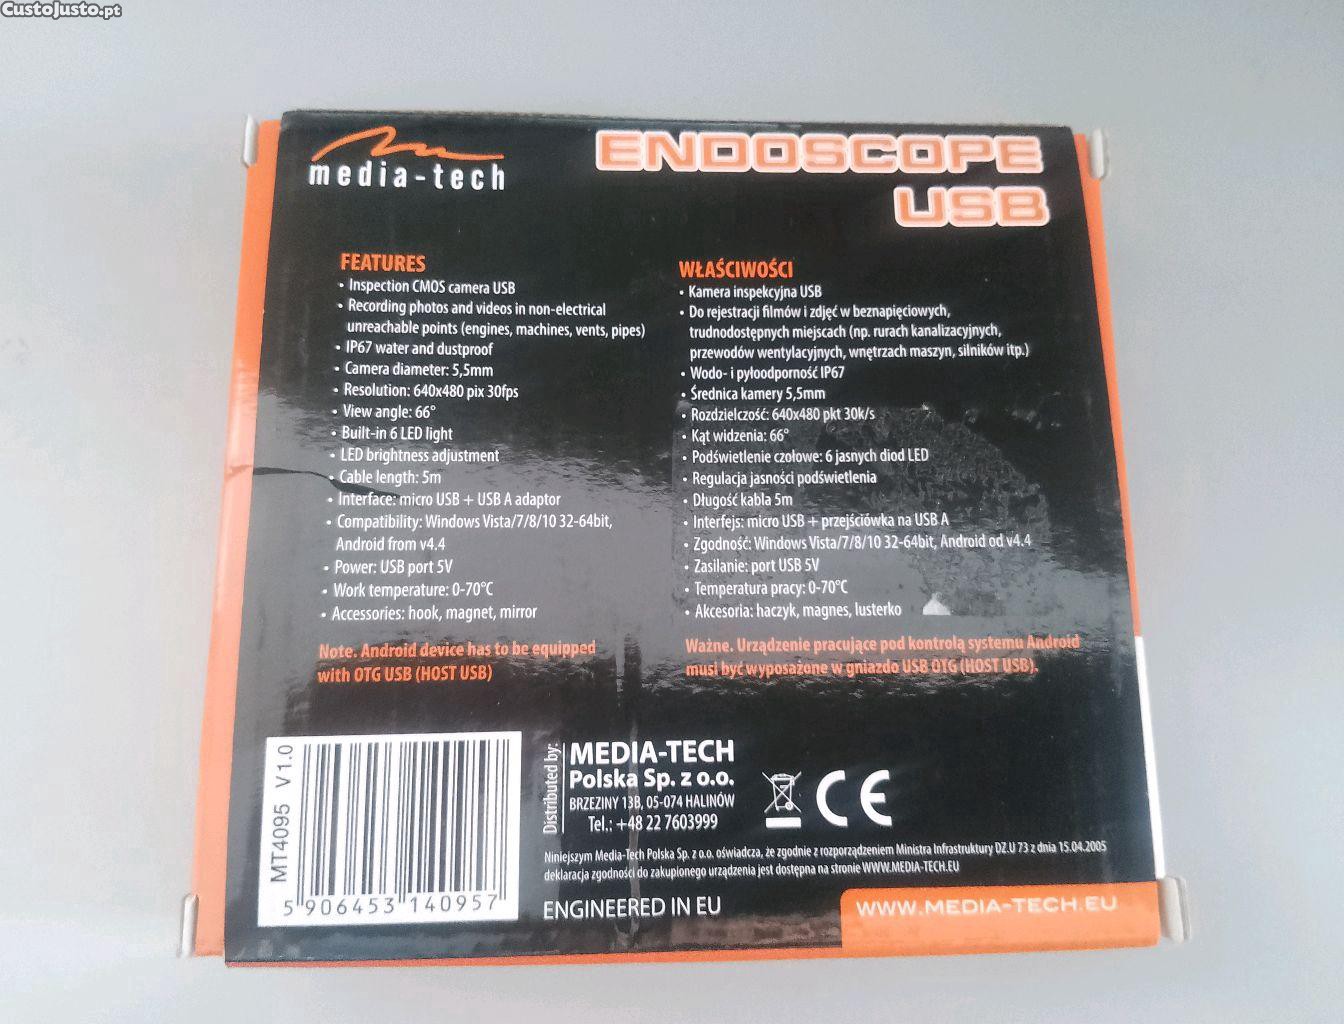 CustoJusto.pt
media-tech
ENDOSCOPE
USB
FEATURES
• Inspection CMOS camera USB
• Recording photos and videos in non-electrical
unreachable points (engines, machines, vents, pipes)
• IP67 water and dustproof
• Camera diameter: 5,5mm
• Resolution: 640x480 pix 30fps
• View angle: 66°
• Built-in 6 LED light
• LED brightness adjustment
• Cable length: 5m
• Interface: micro USB + USB A adaptor
• Compatibility: Windows Vista/7/8/10 32-64bit,
Android from v4.4
• Power: USB port 5V
• Work temperature: 0-70°C
• Accessories: hook, magnet, mirror
Note. Android device has to be equipped
with OTG USB (HOST USB)
WŁAŚCIWOŚCI
• Kamera inspekcyjna USB
• Do rejestracji filmów i zdjęć w beznapięciowych,
trudnodostępnych miejscach (np. rurach kanalizacyjnych,
przewodów wentylacyjnych, wnętrzach maszyn, silników itp.)
• Wodo- i pyłoodporność IP67
• Średnica kamery 5,5mm
• Rozdzielczość: 640x480 pkt 30k/s
• Kąt widzenia: 66°
• Podświetlenie czołowe: 6 jasnych diod LED
• Regulacja jasności podświetlenia
• Długość kabla 5m
• Interfejs: micro USB + przejściówka na USB A
• Zgodność: Windows Vista/7/8/10 32-64bit, Android od v4.4
• Zasilanie: port USB 5V
• Temperatura pracy: 0-70°C
• Akcesoria: haczyk, magnes, lusterko
Ważne. Urządzenie pracujące pod kontrolą systemu Android
musi być wyposażone w gniazdo USB OTG (HOST USB).
MT4095 V1.0
5 906453 140957
Distributed by:
MEDIA-TECH
Polska Sp. z o.o.
BRZEZINY 13B, 05-074 HALINÓW
Tel.: +48 22 7603999
CE
Niniejszym Media-Tech Polska Sp. z o.o. oświadcza, że zgodnie z rozporządzeniem Ministra Infrastruktury DZ.U 73 z dnia 15.04.2005
deklaracja zgodności do zakupionego urządzenia jest dostępna na stronie WWW.MEDIA-TECH.EU
ENGINEERED IN EU
WWW.MEDIA-TECH.EU